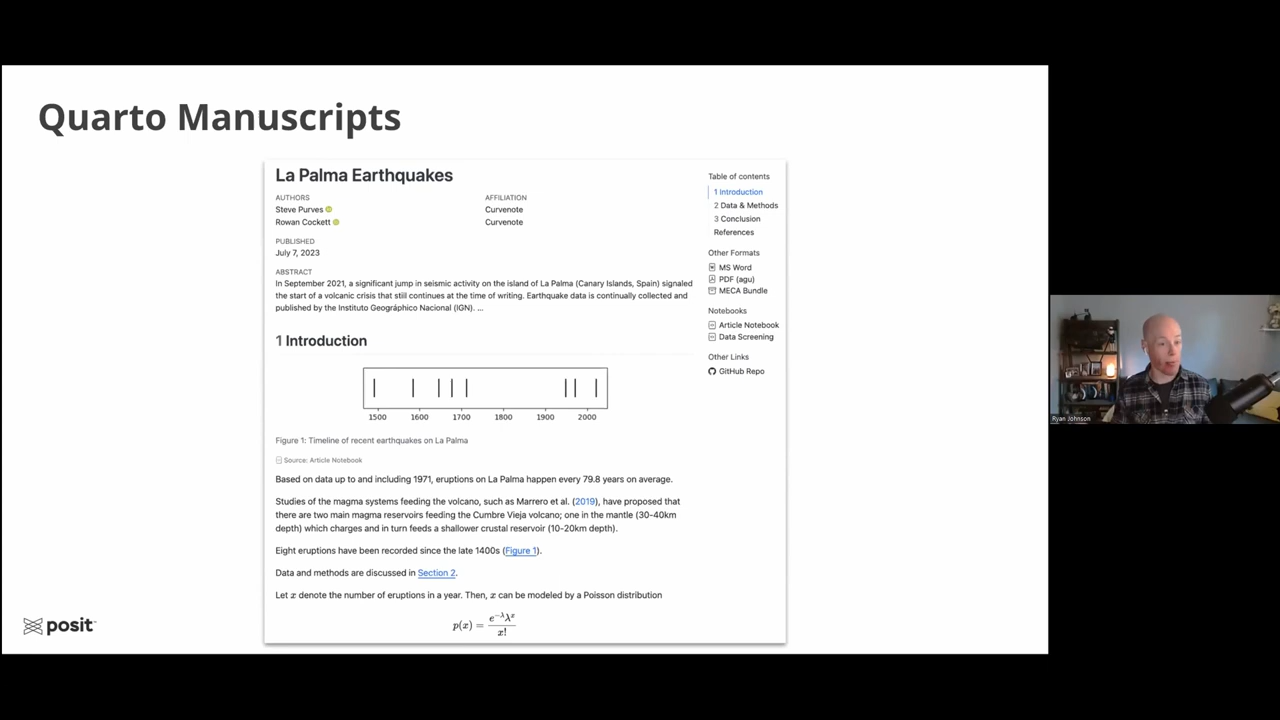 Quarto Manuscripts
La Palma Earthquakes
AUTHORS
AFFILIATION
Steve Purves
Curvenote
Rowan Cockett
Curvenote
PUBLISHED
July 7, 2023
ABSTRACT
In September 2021, a significant jump in seismic activity on the island of La Palma (Canary Islands, Spain) signaled
the start of a volcanic crisis that still continues at the time of writing. Earthquake data is continually collected and
published by the Instituto Geográphico Nacional (IGN). ...
1 Introduction
1500 1600 1700 1800 1900 2000
Figure 1: Timeline of recent earthquakes on La Palma
Source: Article Notebook
Based on data up to and including 1971, eruptions on La Palma happen every 79.8 years on average.
Studies of the magma systems feeding the volcano, such as Marrero et al. (2019), have proposed that
there are two main magma reservoirs feeding the Cumbre Vieja volcano; one in the mantle (30-40km
depth) which charges and in turn feeds a shallower crustal reservoir (10-20km depth).
Eight eruptions have been recorded since the late 1400s (Figure 1).
Data and methods are discussed in Section 2.
Let x denote the number of eruptions in a year. Then, x can be modeled by a Poisson distribution
p(x) = e^{-λ}λ^x / x!
Table of contents
1 Introduction
2 Data & Methods
3 Conclusion
References
Other Formats
MS Word
PDF (agu)
MECA Bundle
Notebooks
Article Notebook
Data Screening
Other Links
GitHub Repo
posit
Ryan Johnson